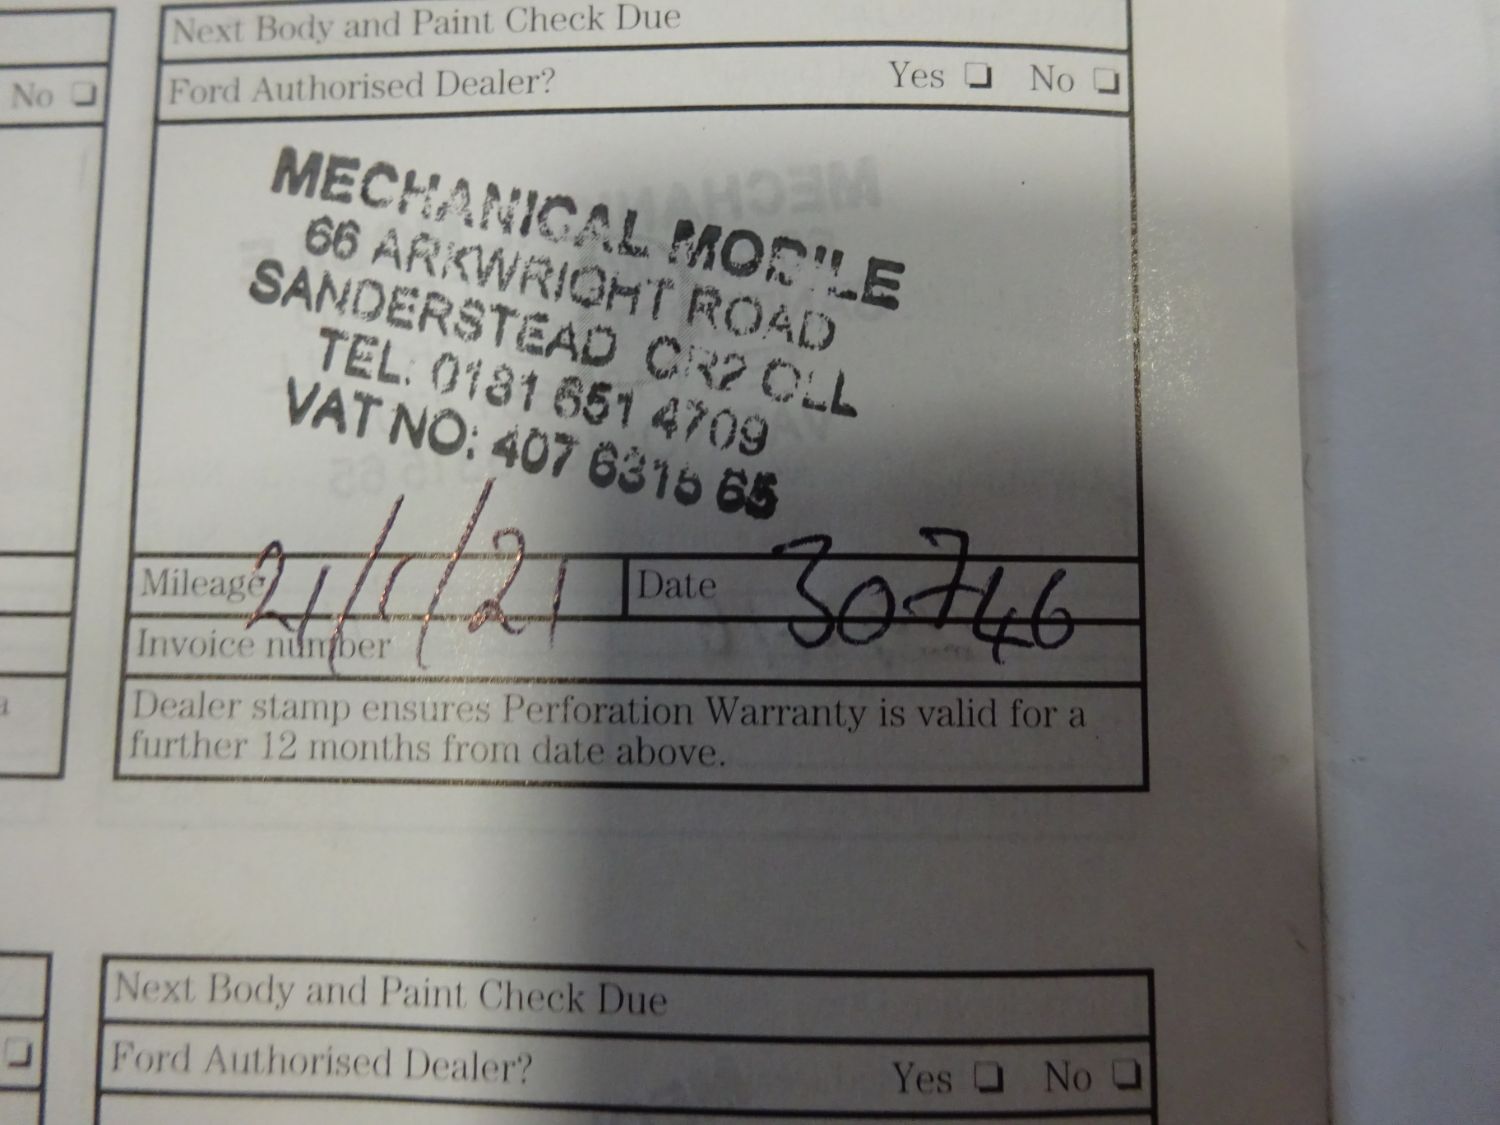 Next Body and Paint Check Due
No
Ford Authorised Dealer? Yes No
MECHANICAL MOBILE
66 ARKWRIGHT ROAD
SANDERSTEAD CR2 OLL
TEL: 0181 651 4709
VAT NO: 407 6315 65
Mileage 21/1/21 Date 30746
Invoice number
Dealer stamp ensures Perforation Warranty is valid for a
further 12 months from date above.
Next Body and Paint Check Due
Ford Authorised Dealer? Yes No